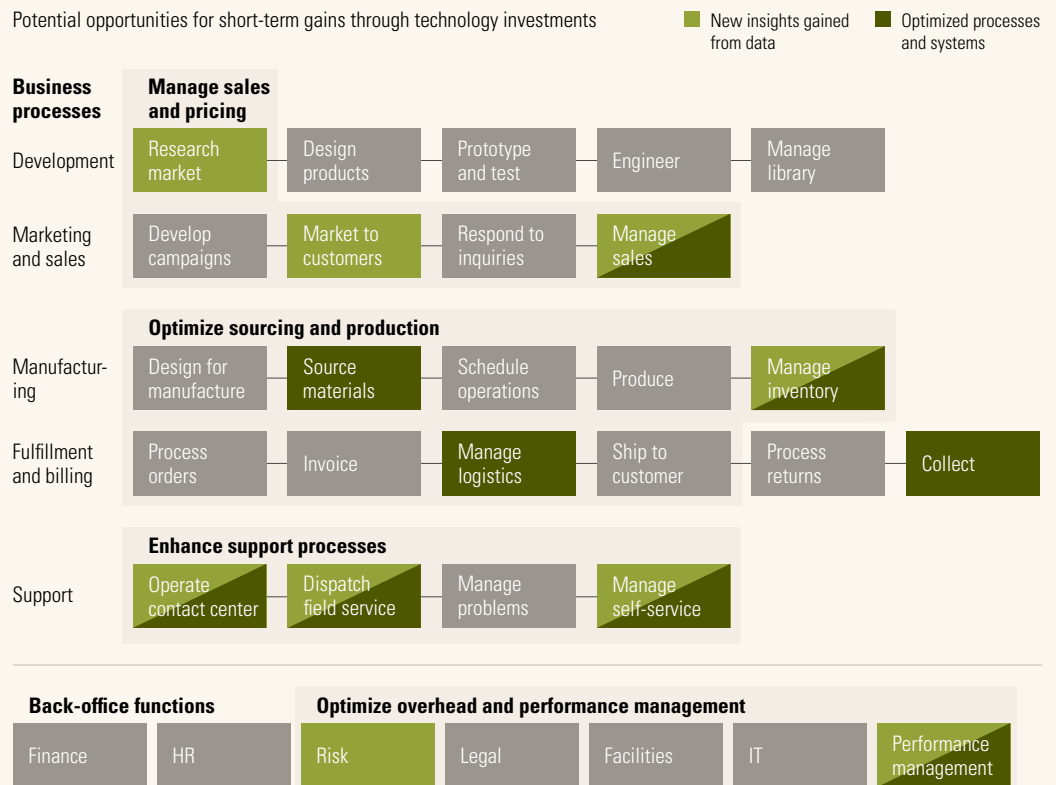 Potential opportunities for short-term gains through technology investments
New insights gained
from data
Optimized processes
and systems
Business
processes
Manage sales
and pricing
Development
Research
market
Design
products
Prototype
and test
Engineer
Manage
library
Marketing
and sales
Develop
campaigns
Market to
customers
Respond to
inquiries
Manage
sales
Optimize sourcing and production
Manufactur-
ing
Design for
manufacture
Source
materials
Schedule
operations
Produce
Manage
inventory
Fulfillment
and billing
Process
orders
Invoice
Manage
logistics
Ship to
customer
Process
returns
Collect
Enhance support processes
Support
Operate
contact center
Dispatch
field service
Manage
problems
Manage
self-service
Back-office functions
Optimize overhead and performance management
Finance
HR
Risk
Legal
Facilities
IT
Performance
management